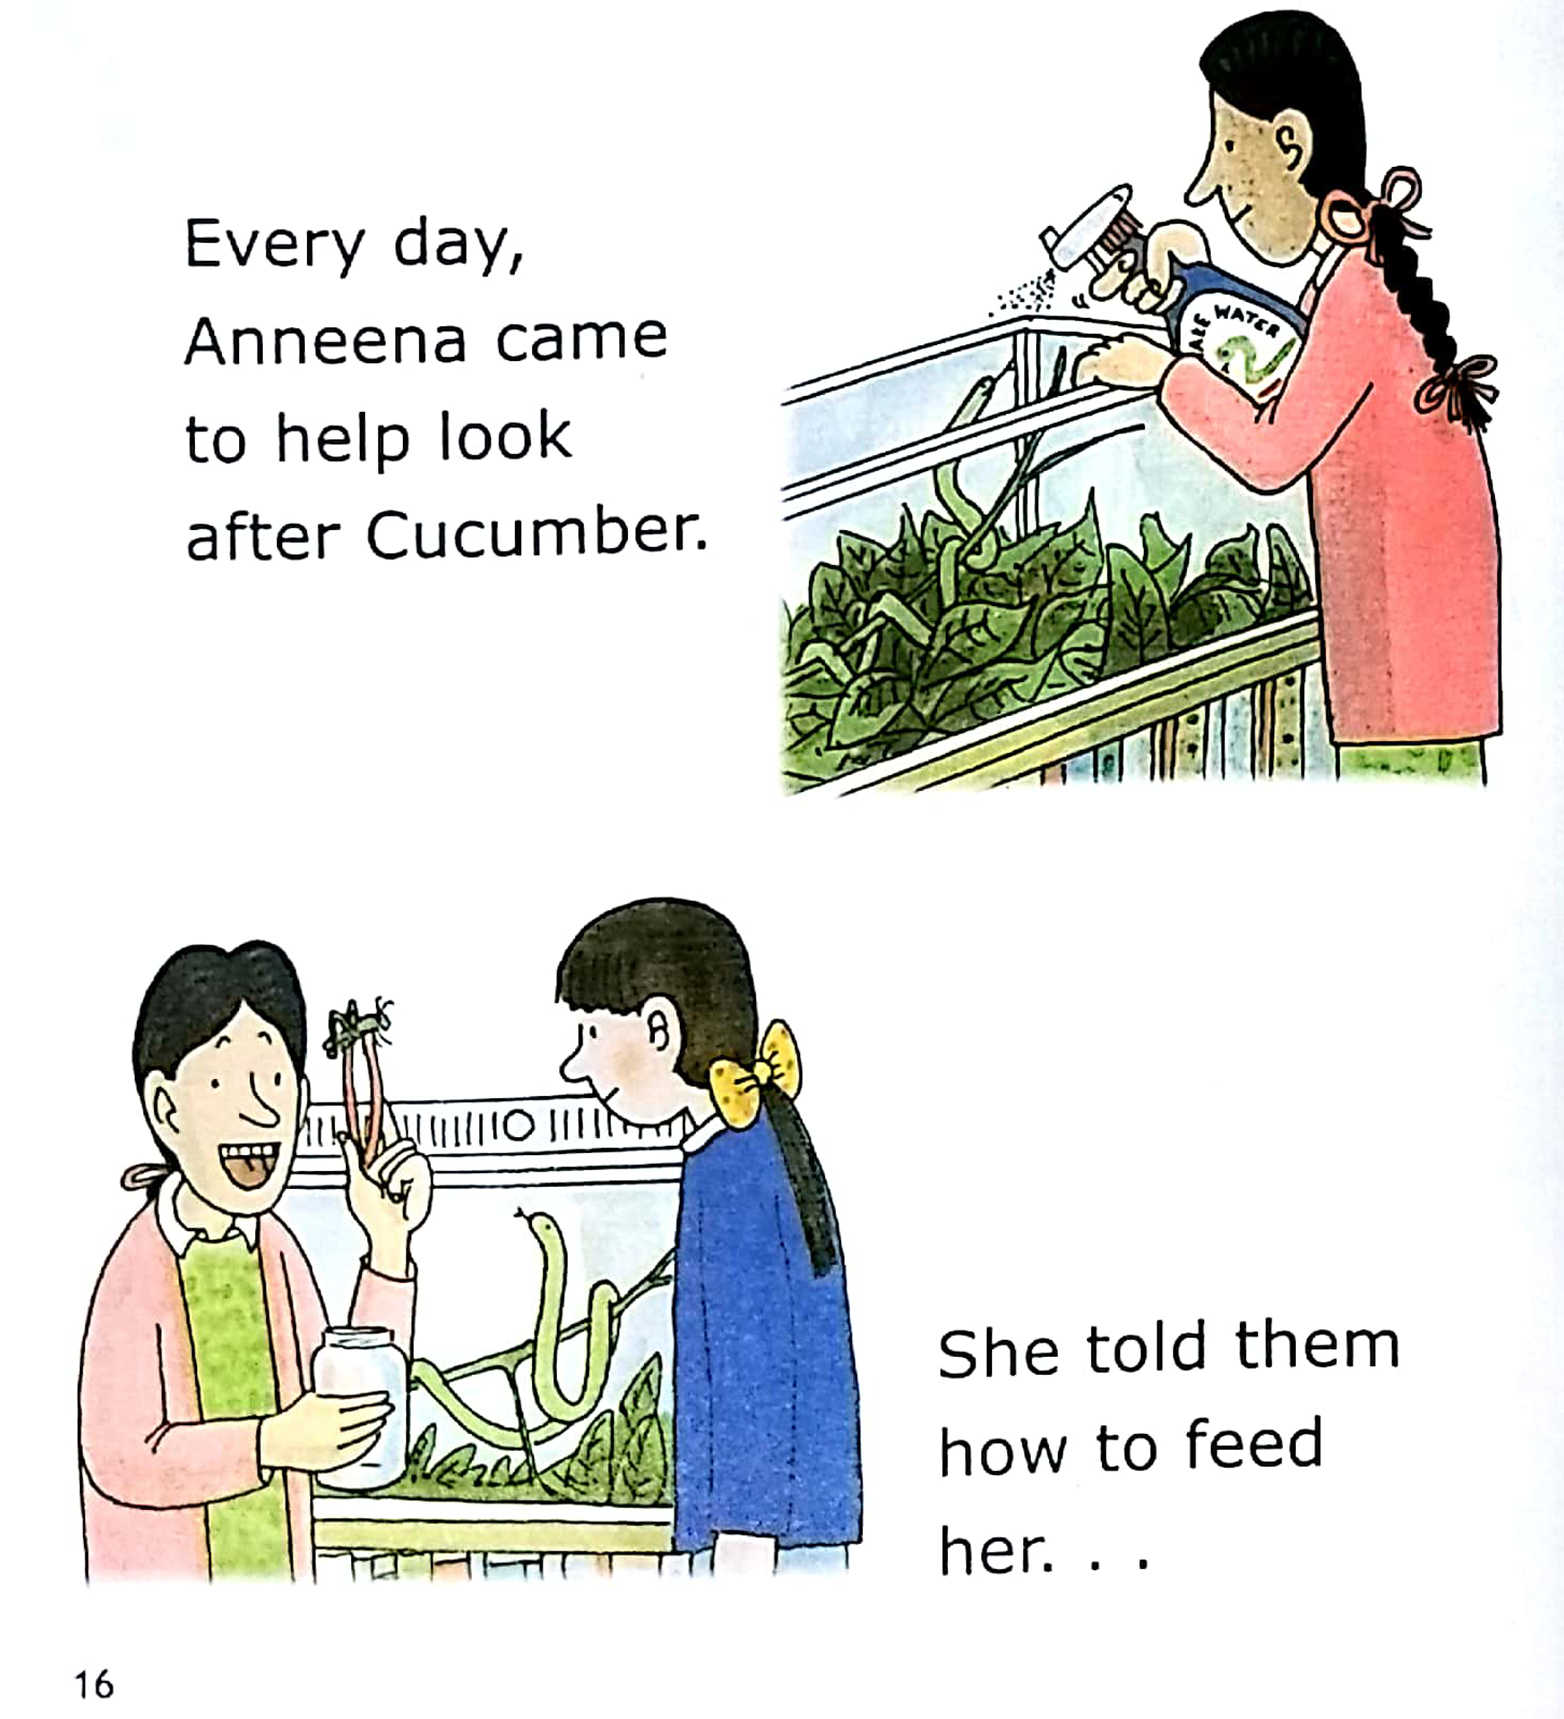 Every day,
Anneena came
to help look
after Cucumber.
WATER
She told them
how to feed
her. . .
16